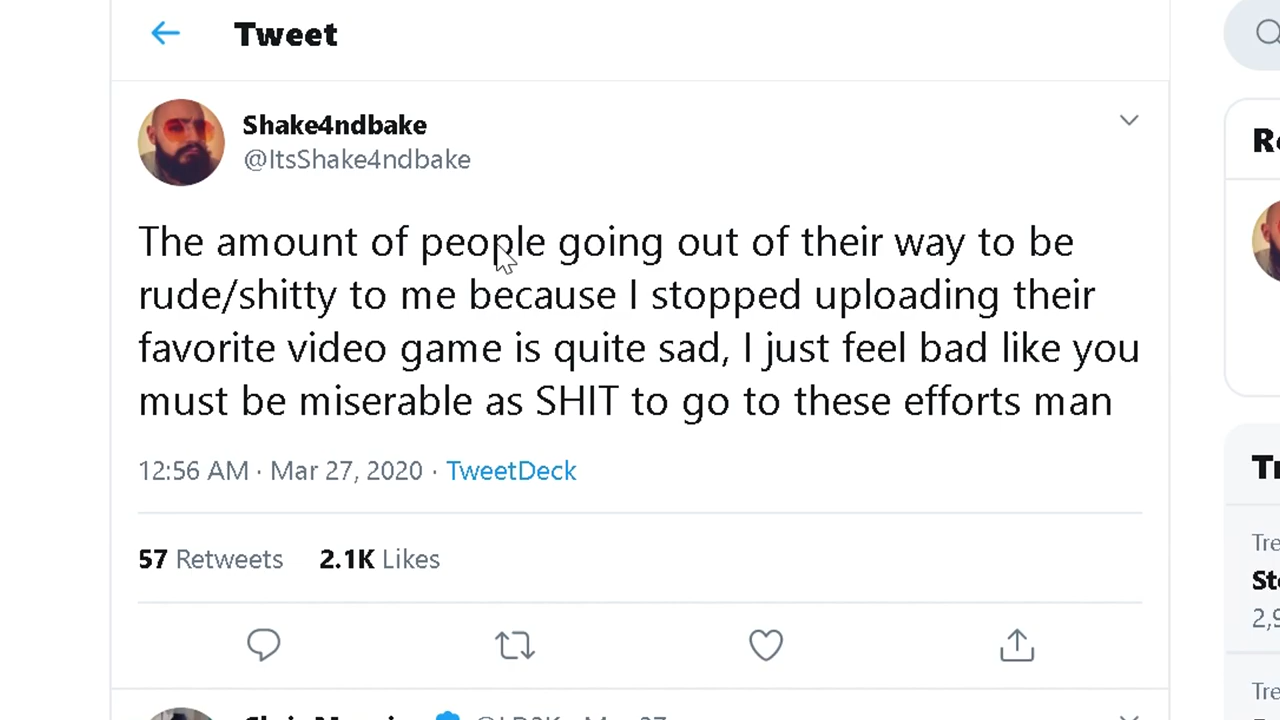 Tweet
Shake4ndbake
@ItsShake4ndbake
The amount of people going out of their way to be
rude/shitty to me because I stopped uploading their
favorite video game is quite sad, I just feel bad like you
must be miserable as SHIT to go to these efforts man
12:56 AM · Mar 27, 2020 · TweetDeck
57 Retweets 2.1K Likes